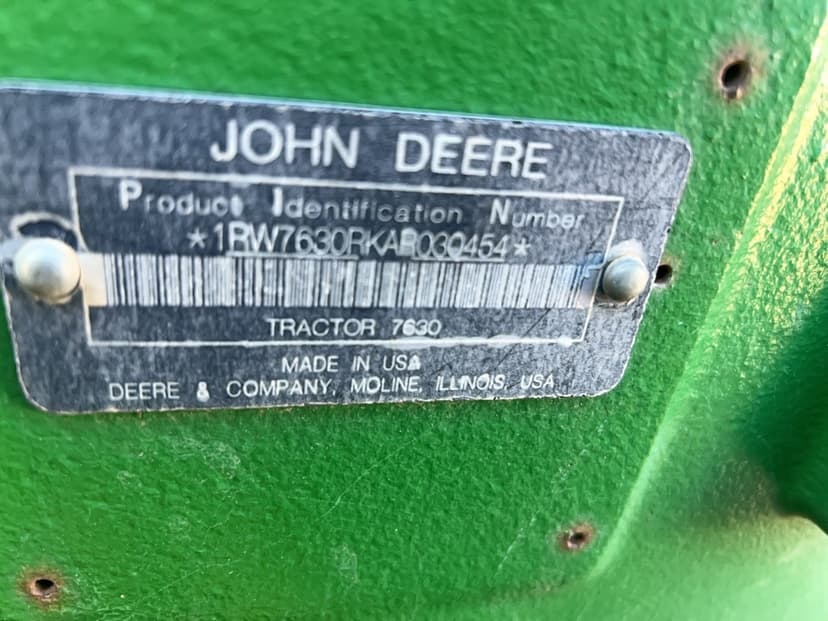 JOHN DEERE
Product Identification Number
*1RW7630RKAR030454*
TRACTOR 7630
MADE IN USA
DEERE & COMPANY, MOLINE, ILLINOIS, USA